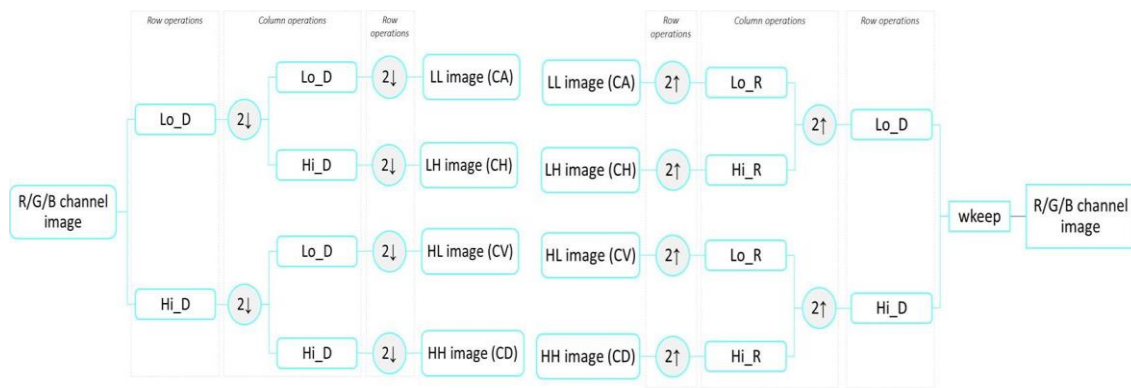 Row operations
Column operations
Row
operations
Row
operations
Column operations
Row operations
Lo_D
2↓
LL image (CA)
LL image (CA)
2↑
Lo_R
Lo_D
2↓
2↑
Lo_D
Hi_D
2↓
LH image (CH)
LH image (CH)
2↑
Hi_R
R/G/B channel
image
wkeep
R/G/B channel
image
Lo_D
2↓
HL image (CV)
HL image (CV)
2↑
Lo_R
Hi_D
2↓
2↑
Hi_D
Hi_D
2↓
HH image (CD)
HH image (CD)
2↑
Hi_R